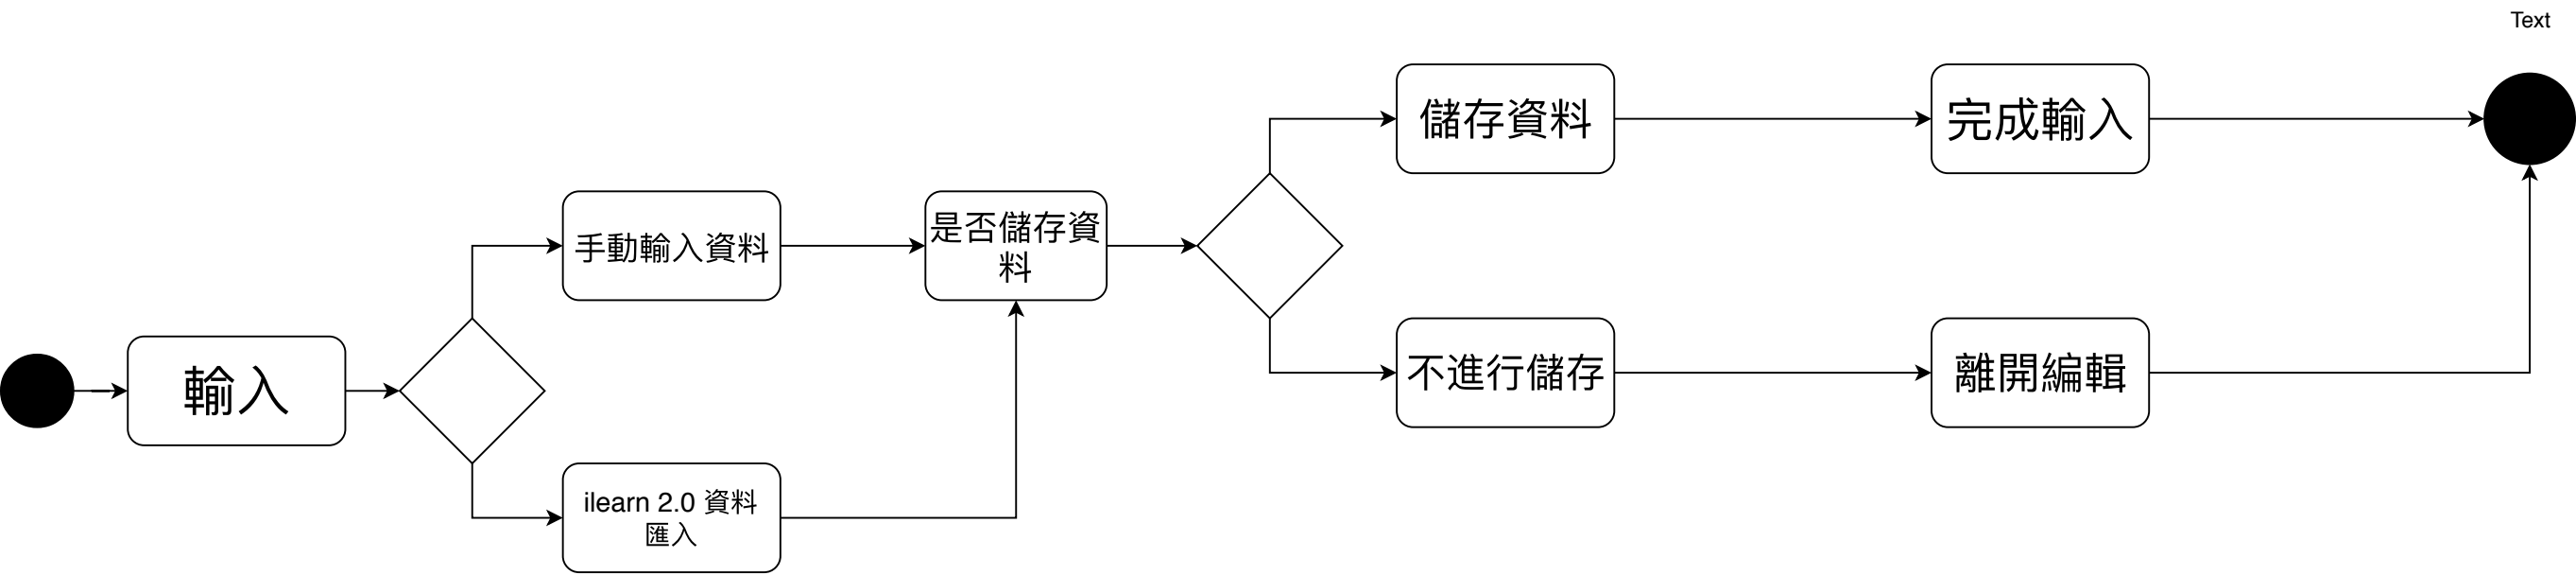 Text
儲存資料
完成輸入
手動輸入資料
是否儲存資
料
輸入
不進行儲存
離開編輯
ilearn 2.0 資料
匯入